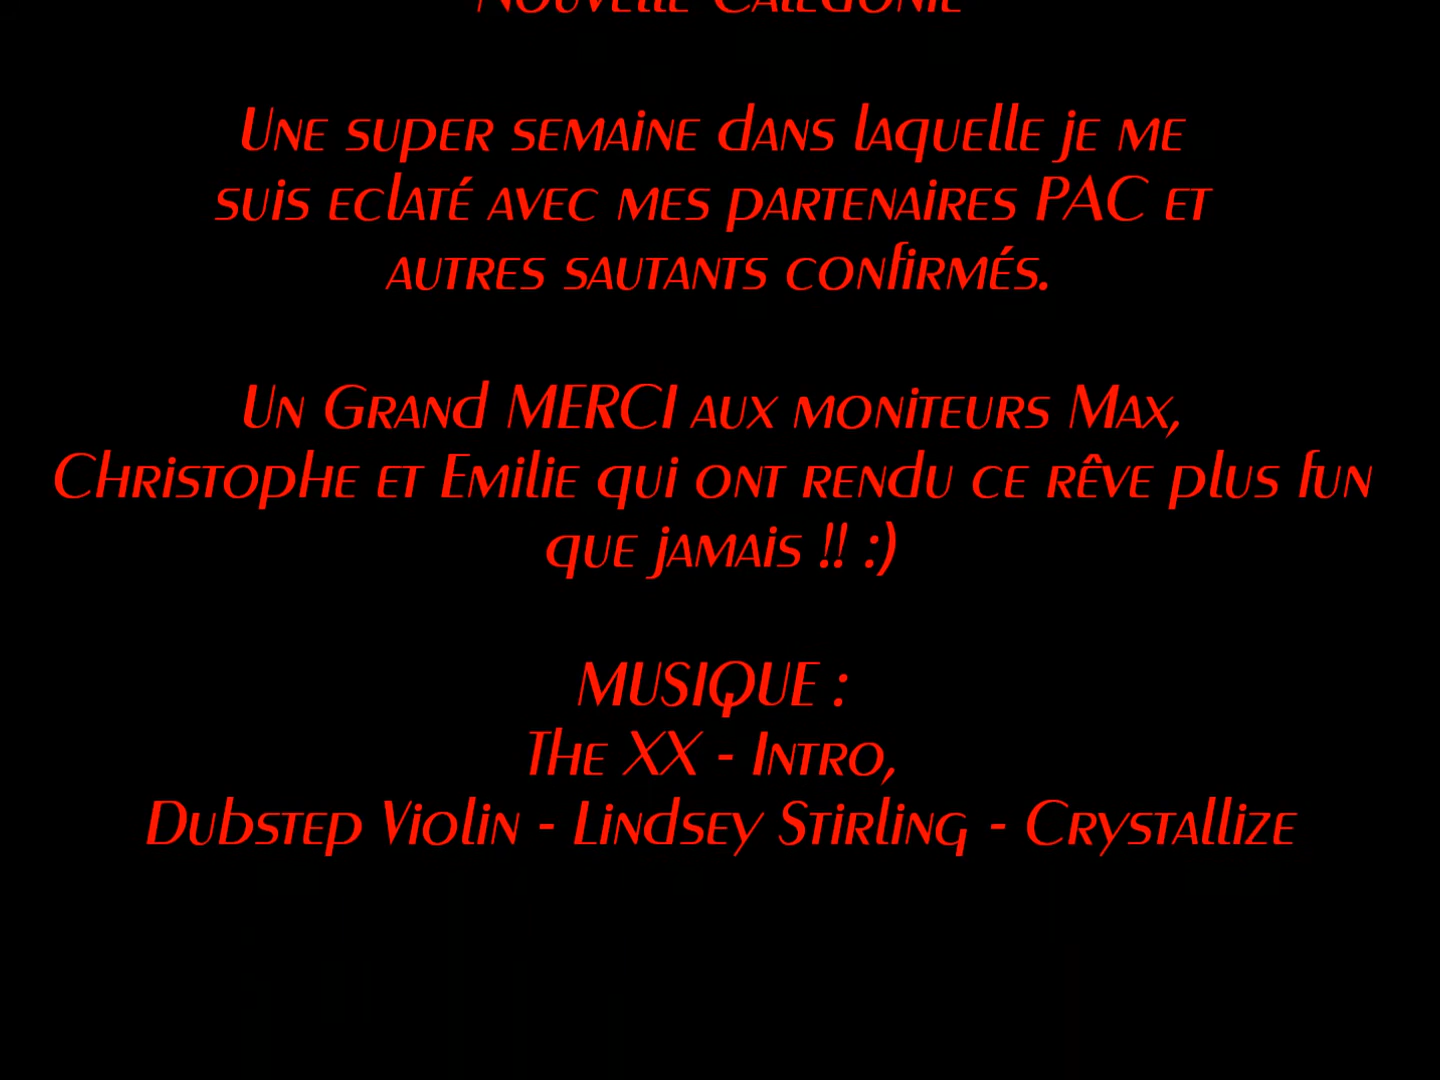 Nouvelle Calédonie
Une super semaine dans laquelle je me
suis eclaté avec mes partenaires PAC et
autres sautants confirmés.
Un Grand MERCI aux moniteurs Max,
Christophe et Emilie qui ont rendu ce rêve plus fun
que jamais !! :)
MUSIQUE :
The XX - Intro,
Dubstep Violin - Lindsey Stirling - Crystallize